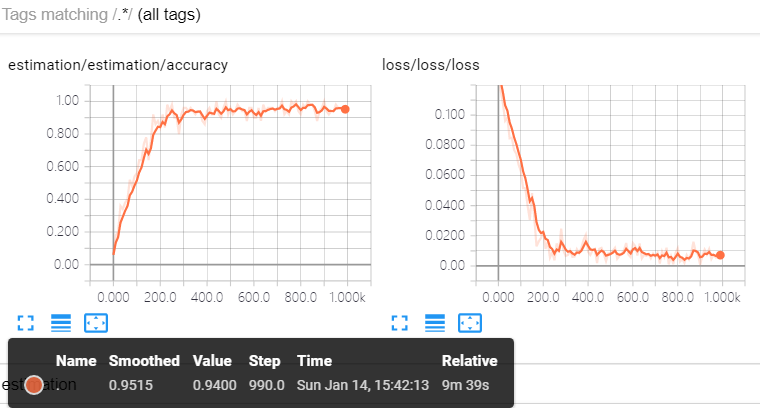 Tags matching /.*/ (all tags)
estimation/estimation/accuracy
1.00
0.800
0.600
0.400
0.200
0.00
0.000 200.0 400.0 600.0 800.0 1.000k
loss/loss/loss
0.100
0.0800
0.0600
0.0400
0.0200
0.00
0.000 200.0 400.0 600.0 800.0 1.000k
Name Smoothed Value Step Time Relative
. 0.9515 0.9400 990.0 Sun Jan 14, 15:42:13 9m 39s
estimation